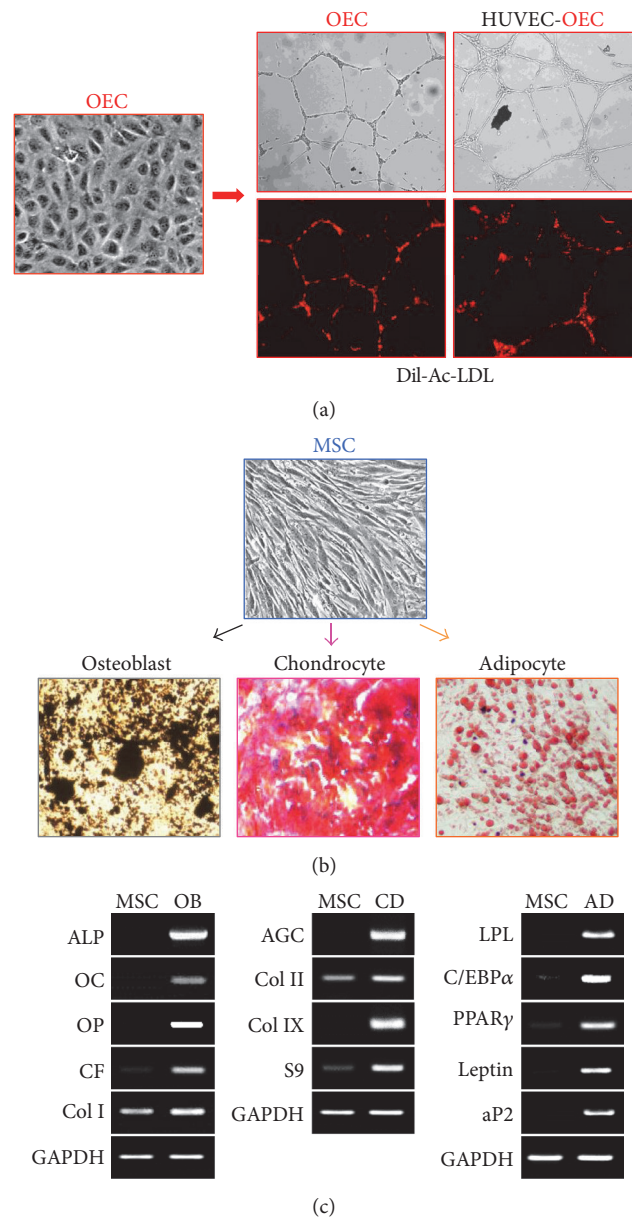 OEC
HUVEC-OEC
OEC
Dil-Ac-LDL
(a)
MSC
Osteoblast
Chondrocyte
Adipocyte
(b)
MSC OB
ALP
OC
OP
CF
Col I
GAPDH
MSC CD
AGC
Col II
Col IX
S9
GAPDH
MSC AD
LPL
C/EBPα
PPARγ
Leptin
aP2
GAPDH
(c)